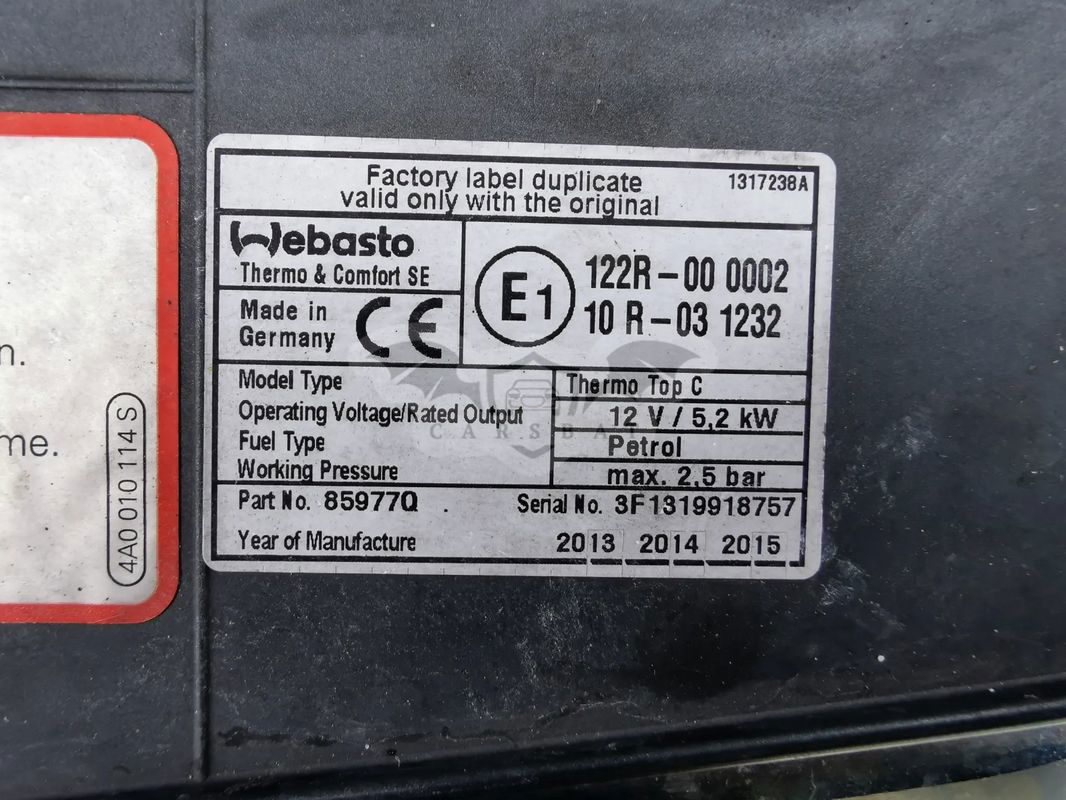 n.
me.
4A0 010 114 S
Factory label duplicate
valid only with the original
1317238A
Webasto
Thermo & Comfort SE
Made in
Germany
CE
E1
122R-00 0002
10 R-03 1232
Model Type Thermo Top C
Operating Voltage/Rated Output 12 V / 5,2 kW
Fuel Type Petrol
Working Pressure max. 2,5 bar
Part No. 85977Q Serial No. 3F1319918757
Year of Manufacture 2013 2014 2015